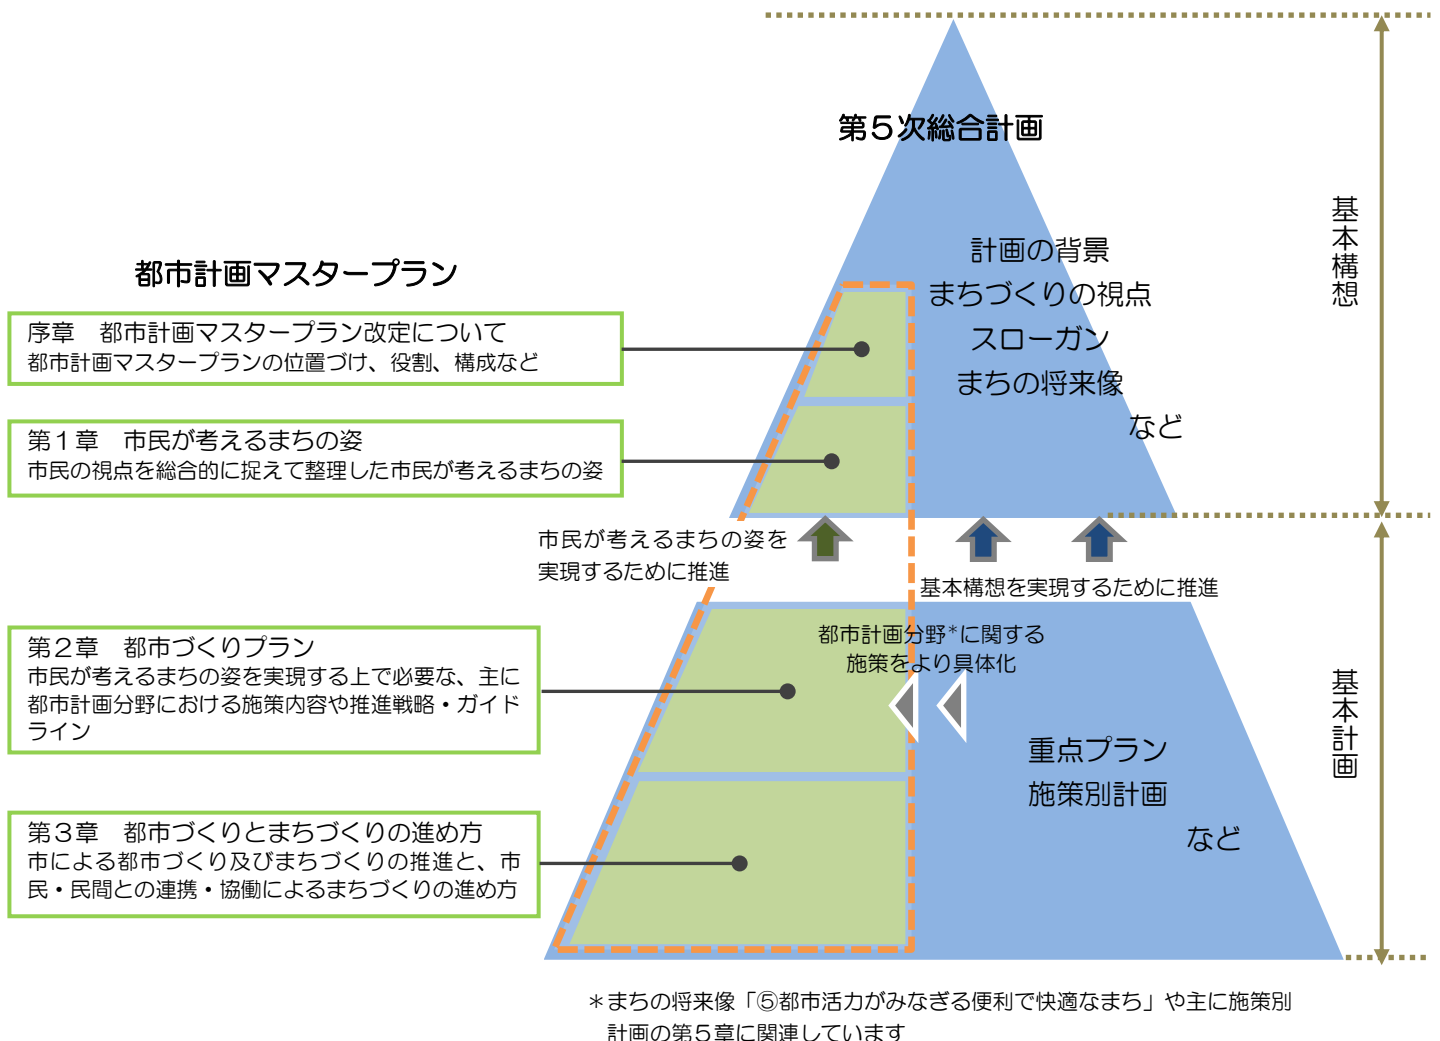 第５次総合計画
計画の背景
まちづくりの視点
スローガン
まちの将来像
など
基本構想
都市計画マスタープラン
序章　都市計画マスタープラン改定について
都市計画マスタープランの位置づけ、役割、構成など
第１章　市民が考えるまちの姿
市民の視点を総合的に捉えて整理した市民が考えるまちの姿
市民が考えるまちの姿を
実現するために推進
基本構想を実現するために推進
第２章　都市づくりプラン
市民が考えるまちの姿を実現する上で必要な、主に
都市計画分野における施策内容や推進戦略・ガイド
ライン
都市計画分野*に関する
施策をより具体化
重点プラン
施策別計画
など
基本計画
第３章　都市づくりとまちづくりの進め方
市による都市づくり及びまちづくりの推進と、市
民・民間との連携・協働によるまちづくりの進め方
＊まちの将来像「⑤都市活力がみなぎる便利で快適なまち」や主に施策別
計画の第５章に関連しています